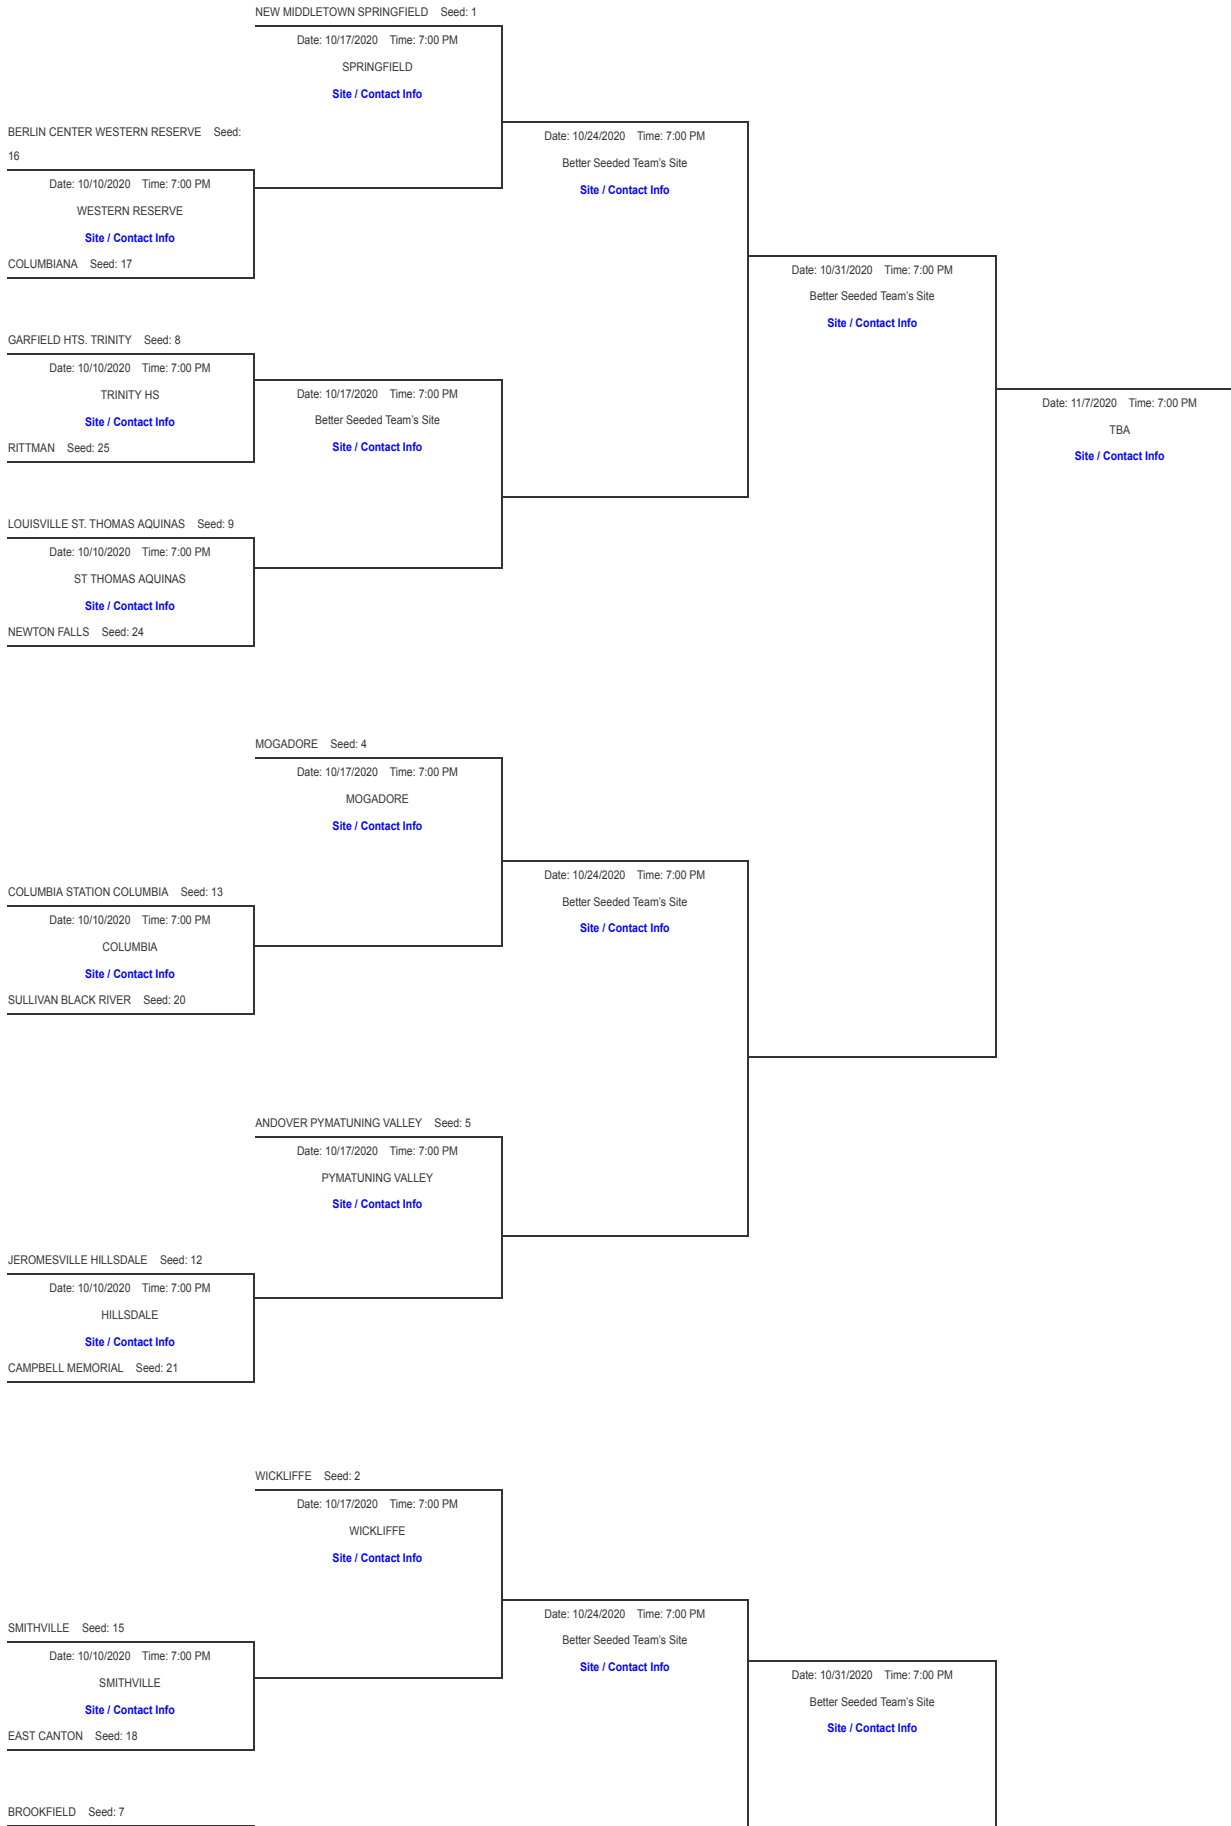 NEW MIDDLETOWN SPRINGFIELD Seed: 1
Date: 10/17/2020 Time: 7:00 PM
SPRINGFIELD
Site / Contact Info
BERLIN CENTER WESTERN RESERVE Seed:
16
Date: 10/10/2020 Time: 7:00 PM
WESTERN RESERVE
Site / Contact Info
COLUMBIANA Seed: 17
Date: 10/24/2020 Time: 7:00 PM
Better Seeded Team's Site
Site / Contact Info
Date: 10/31/2020 Time: 7:00 PM
Better Seeded Team's Site
Site / Contact Info
GARFIELD HTS. TRINITY Seed: 8
Date: 10/10/2020 Time: 7:00 PM
TRINITY HS
Site / Contact Info
RITTMAN Seed: 25
Date: 10/17/2020 Time: 7:00 PM
Better Seeded Team's Site
Site / Contact Info
Date: 11/7/2020 Time: 7:00 PM
TBA
Site / Contact Info
LOUISVILLE ST. THOMAS AQUINAS Seed: 9
Date: 10/10/2020 Time: 7:00 PM
ST THOMAS AQUINAS
Site / Contact Info
NEWTON FALLS Seed: 24
MOGADORE Seed: 4
Date: 10/17/2020 Time: 7:00 PM
MOGADORE
Site / Contact Info
COLUMBIA STATION COLUMBIA Seed: 13
Date: 10/10/2020 Time: 7:00 PM
COLUMBIA
Site / Contact Info
SULLIVAN BLACK RIVER Seed: 20
Date: 10/24/2020 Time: 7:00 PM
Better Seeded Team's Site
Site / Contact Info
ANDOVER PYMATUNING VALLEY Seed: 5
Date: 10/17/2020 Time: 7:00 PM
PYMATUNING VALLEY
Site / Contact Info
JEROMESVILLE HILLSDALE Seed: 12
Date: 10/10/2020 Time: 7:00 PM
HILLSDALE
Site / Contact Info
CAMPBELL MEMORIAL Seed: 21
WICKLIFFE Seed: 2
Date: 10/17/2020 Time: 7:00 PM
WICKLIFFE
Site / Contact Info
SMITHVILLE Seed: 15
Date: 10/10/2020 Time: 7:00 PM
SMITHVILLE
Site / Contact Info
EAST CANTON Seed: 18
Date: 10/24/2020 Time: 7:00 PM
Better Seeded Team's Site
Site / Contact Info
Date: 10/31/2020 Time: 7:00 PM
Better Seeded Team's Site
Site / Contact Info
BROOKFIELD Seed: 7